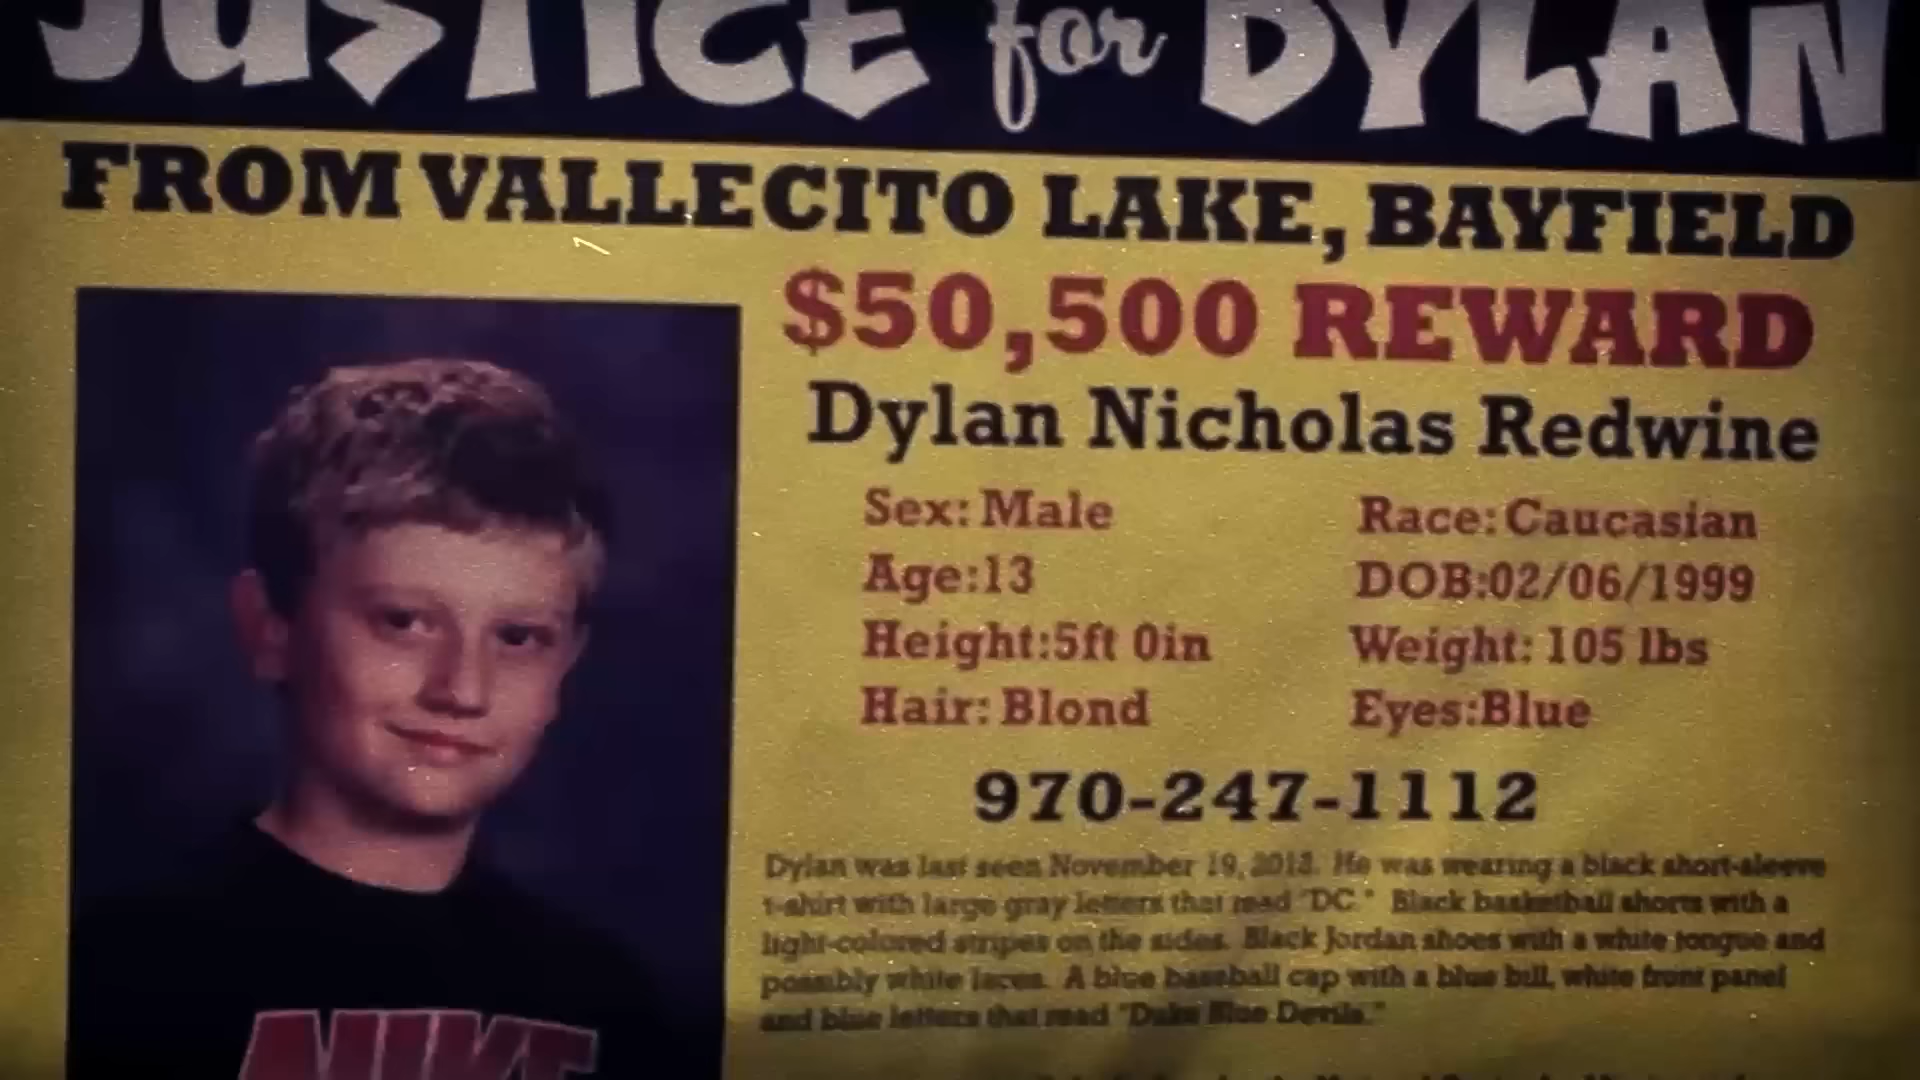 JUSTICE for DYLAN
FROM VALLECITO LAKE, BAYFIELD
$50,500 REWARD
Dylan Nicholas Redwine
Sex: Male Race: Caucasian
Age:13 DOB:02/06/1999
Height:5ft 0in Weight: 105 lbs
Hair: Blond Eyes:Blue
970-247-1112
Dylan was last seen November 19, 2012. He was wearing a black short-sleeve
t-shirt with large gray letters that read "DC." Black basketball shorts with a
light-colored stripes on the sides. Black Jordan shoes with a white tongue and
possibly white laces. A blue baseball cap with a blue bill, white front panel
and blue letters that read "Duke Blue Devils."
NIKE